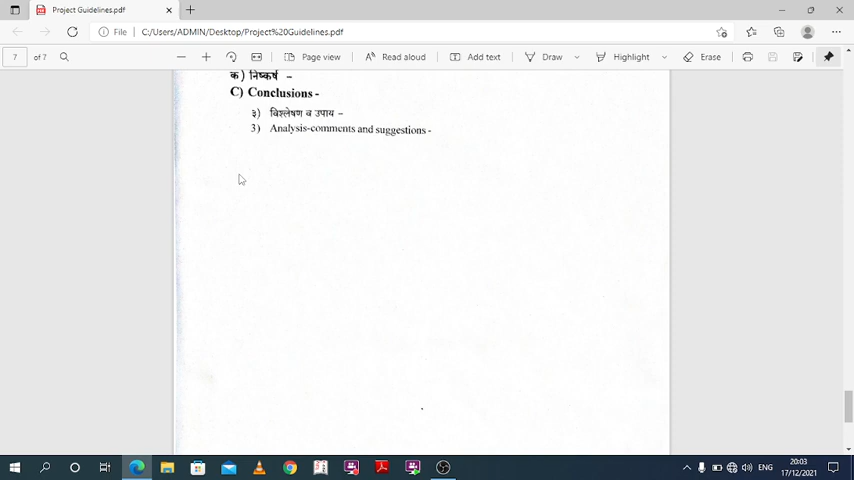 Project Guidelines.pdf
File
C:/Users/ADMIN/Desktop/Project%20Guidelines.pdf
7 of 7
Page view
Read aloud
Add text
Draw
Highlight
Erase
क) निष्कर्ष -
C) Conclusions -
३) विश्लेषण व उपाय -
3) Analysis-comments and suggestions -
ENG
20:03
17/12/2021